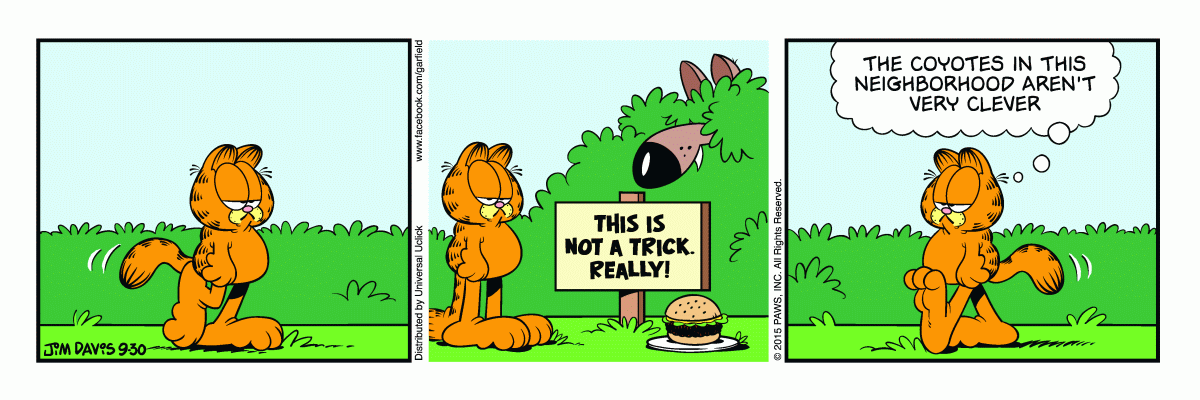 JIM DAVIS 9-30
www.facebook.com/garfield
Distributed by Universal Uclick
THIS IS
NOT A TRICK.
REALLY!
© 2015 PAWS, INC. All Rights Reserved.
THE COYOTES IN THIS
NEIGHBORHOOD AREN'T
VERY CLEVER